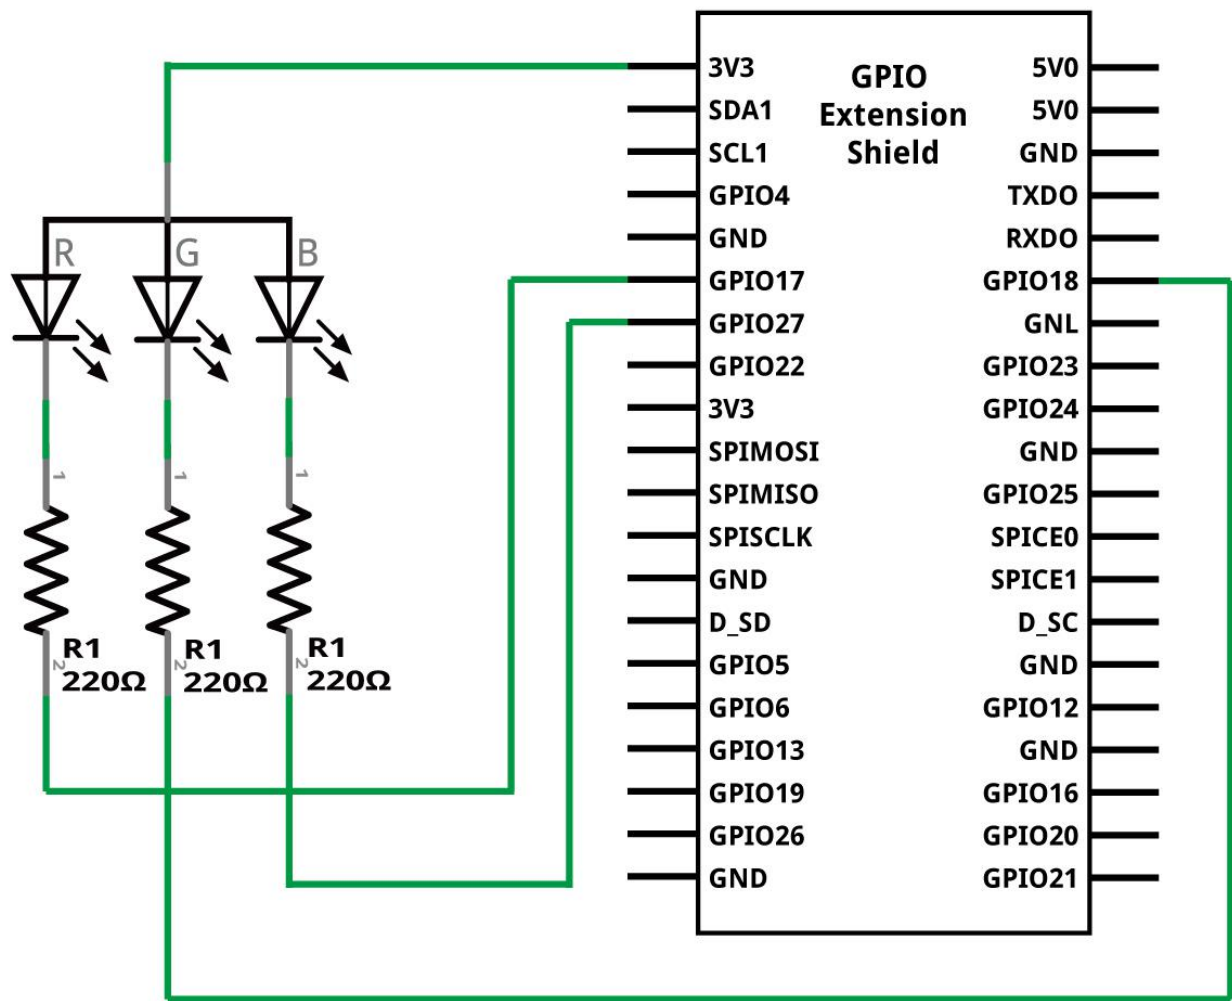 GPIO
Extension
Shield
3V3
SDA1
SCL1
GPIO4
GND
GPIO17
GPIO27
GPIO22
3V3
SPIMOSI
SPIMISO
SPISCLK
GND
D_SD
GPIO5
GPIO6
GPIO13
GPIO19
GPIO26
GND
5V0
5V0
GND
TXDO
RXDO
GPIO18
GNL
GPIO23
GPIO24
GND
GPIO25
SPICE0
SPICE1
D_SC
GND
GPIO12
GND
GPIO16
GPIO20
GPIO21
R
G
B
1
1
1
R1
2
220Ω
R1
2
220Ω
R1
2
220Ω